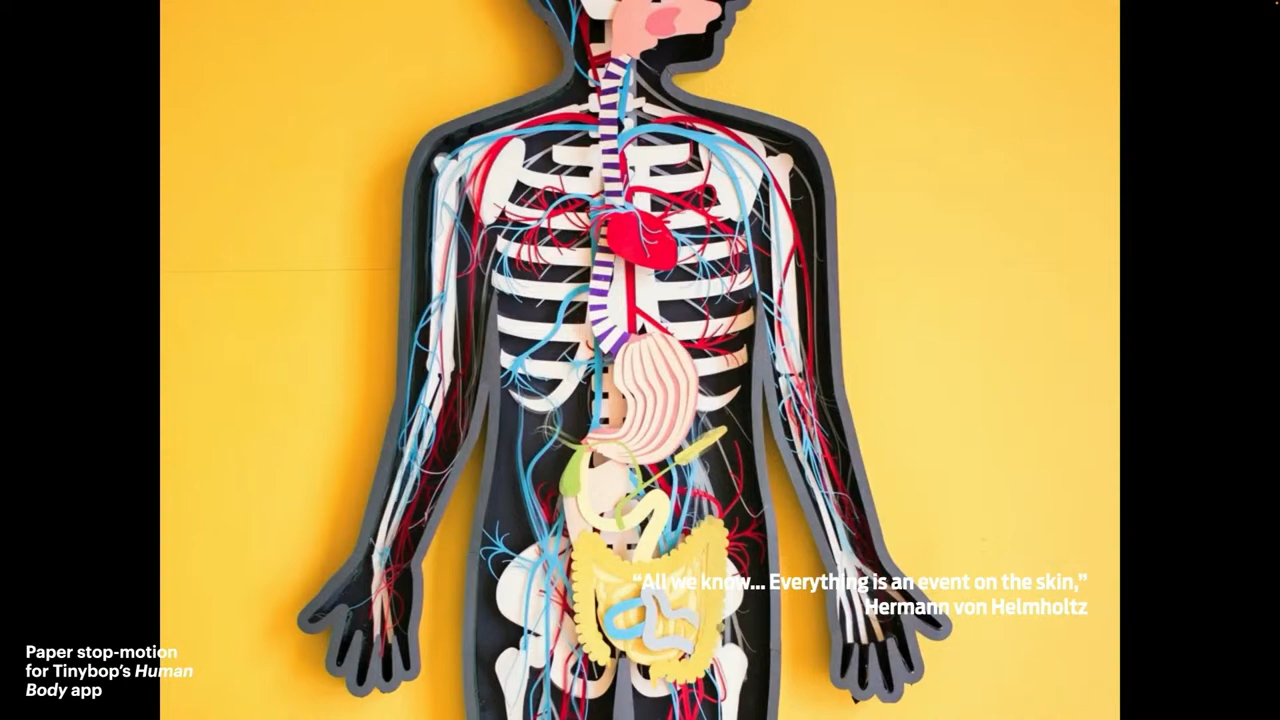 “All we know... Everything is an event on the skin,”
Hermann von Helmholtz
Paper stop-motion
for Tinybop’s Human
Body app